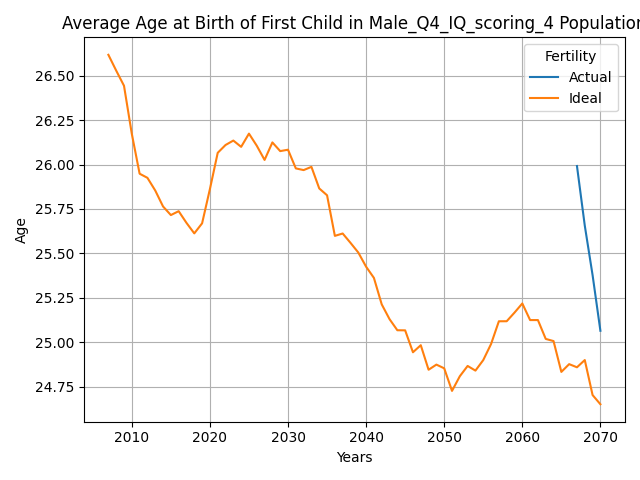 Average Age at Birth of First Child in Male_Q4_IQ_scoring_4 Population
Fertility
Actual
Ideal
26.50
26.25
26.00
25.75
25.50
25.25
25.00
24.75
Age
2010 2020 2030 2040 2050 2060 2070
Years